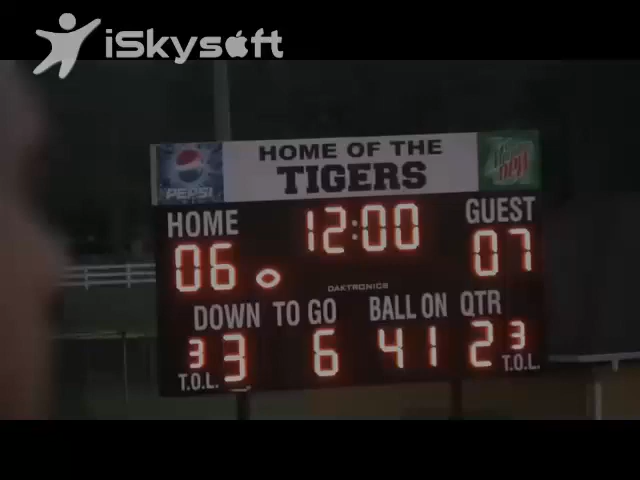 iSkysoft
HOME OF THE
TIGERS
PEPSI
HOME 12:00 GUEST
06 07
DAKTRONICS
DOWN TO GO BALL ON QTR
3 3 6 41 2 3
T.O.L. T.O.L.